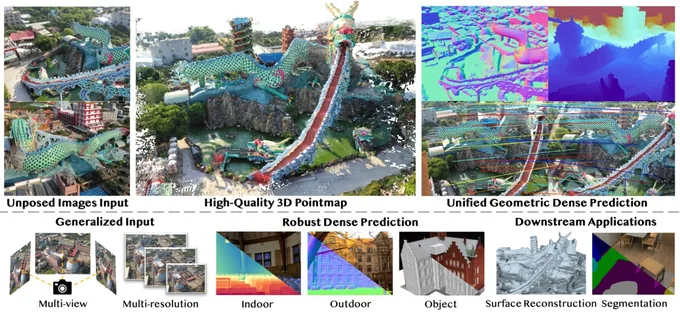 Unposed Images Input
High-Quality 3D Pointmap
Unified Geometric Dense Prediction
Generalized Input
Robust Dense Prediction
Downstream Applications
Multi-view
Multi-resolution
Indoor
Outdoor
Object
Surface Reconstruction
Segmentation